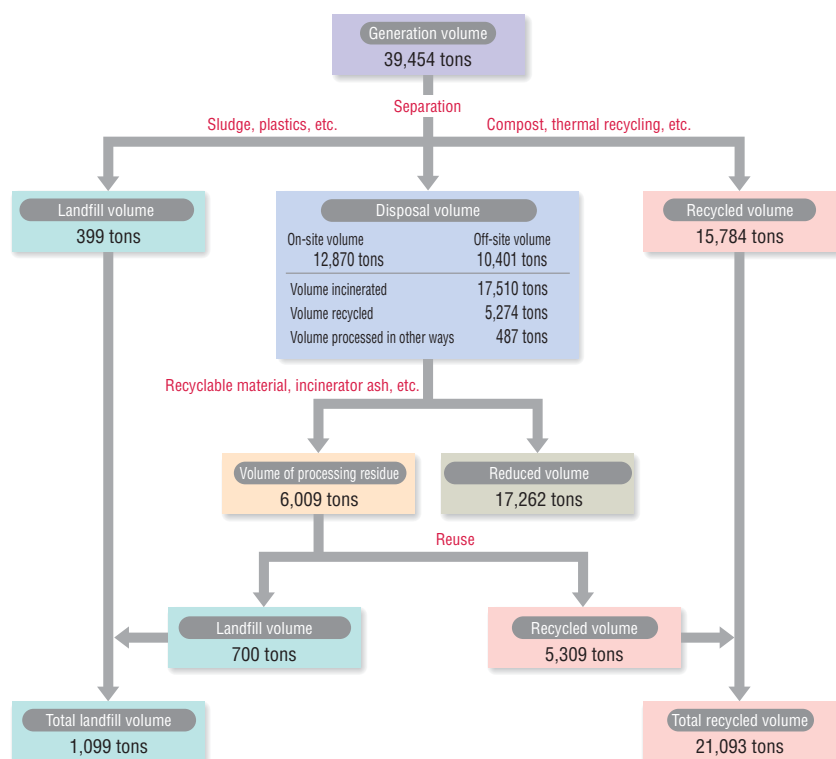 Generation volume
39,454 tons
Separation
Sludge, plastics, etc.
Compost, thermal recycling, etc.
Landfill volume
399 tons
Disposal volume
On-site volume Off-site volume
12,870 tons 10,401 tons
Volume incinerated 17,510 tons
Volume recycled 5,274 tons
Volume processed in other ways 487 tons
Recycled volume
15,784 tons
Recyclable material, incinerator ash, etc.
Volume of processing residue
6,009 tons
Reduced volume
17,262 tons
Reuse
Landfill volume
700 tons
Recycled volume
5,309 tons
Total landfill volume
1,099 tons
Total recycled volume
21,093 tons